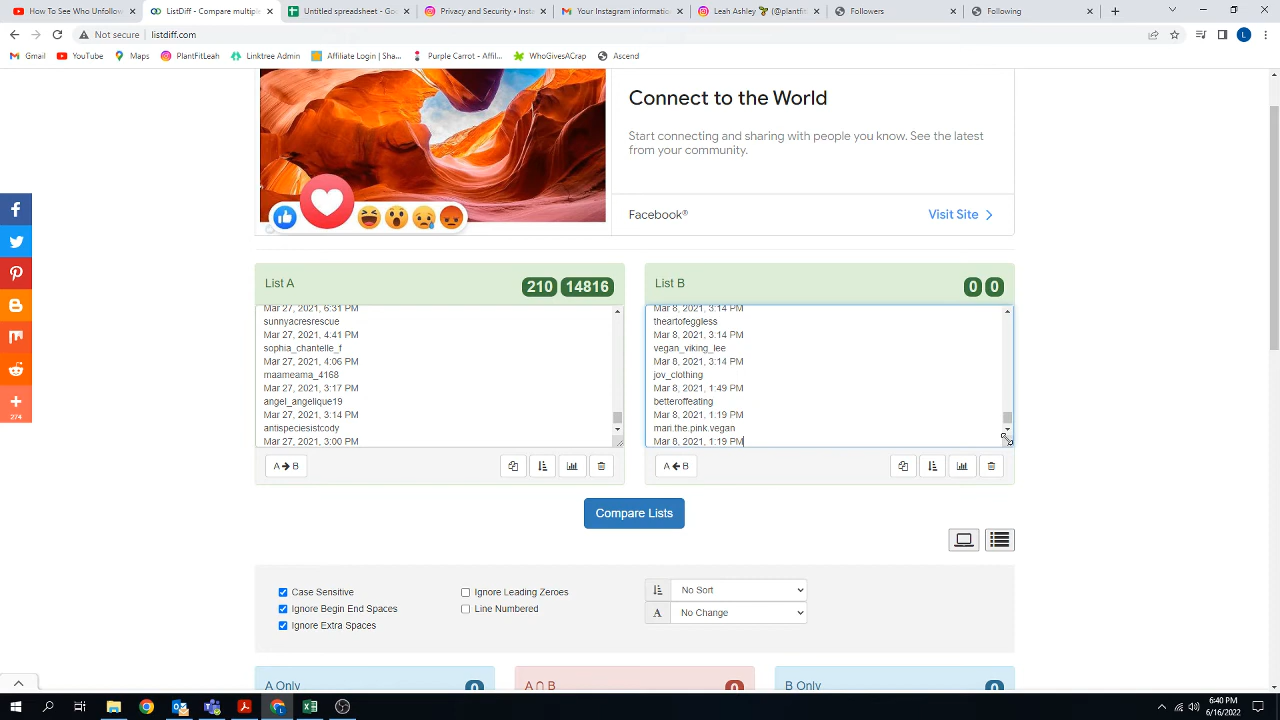 How To See Who Unfollow
ListDiff - Compare multiple
Untitled spreadsheet - Go
Privacy and Security • Inst
Your Instagram informatio
Leah Ashley 🌱 (@plantfit
Followers
Following
Not secure | listdiff.com
Gmail
YouTube
Maps
PlantFitLeah
Linktree Admin
Affiliate Login | Sha...
Purple Carrot - Affil...
WhoGivesACrap
Ascend
L
Connect to the World
Start connecting and sharing with people you know. See the latest
from your community.
Facebook®
Visit Site
274
List A
210 14816
Mar 27, 2021, 6:31 PM
sunnyacresrescue
Mar 27, 2021, 4:41 PM
sophia_chantelle_f
Mar 27, 2021, 4:06 PM
maameama_4168
Mar 27, 2021, 3:17 PM
angel_angelique19
Mar 27, 2021, 3:14 PM
antispeciesistcody
Mar 27, 2021, 3:00 PM
A → B
List B
0 0
Mar 8, 2021, 3:14 PM
theartofeggless
Mar 8, 2021, 3:14 PM
vegan_viking_lee
Mar 8, 2021, 3:14 PM
jov_clothing
Mar 8, 2021, 1:49 PM
betteroffeating
Mar 8, 2021, 1:19 PM
mari.the.pink.vegan
Mar 8, 2021, 1:19 PM
A ← B
Compare Lists
Case Sensitive
Ignore Begin End Spaces
Ignore Extra Spaces
Ignore Leading Zeroes
Line Numbered
No Sort
A No Change
A Only 0
A ∩ B 0
B Only 0
6:40 PM
6/16/2022